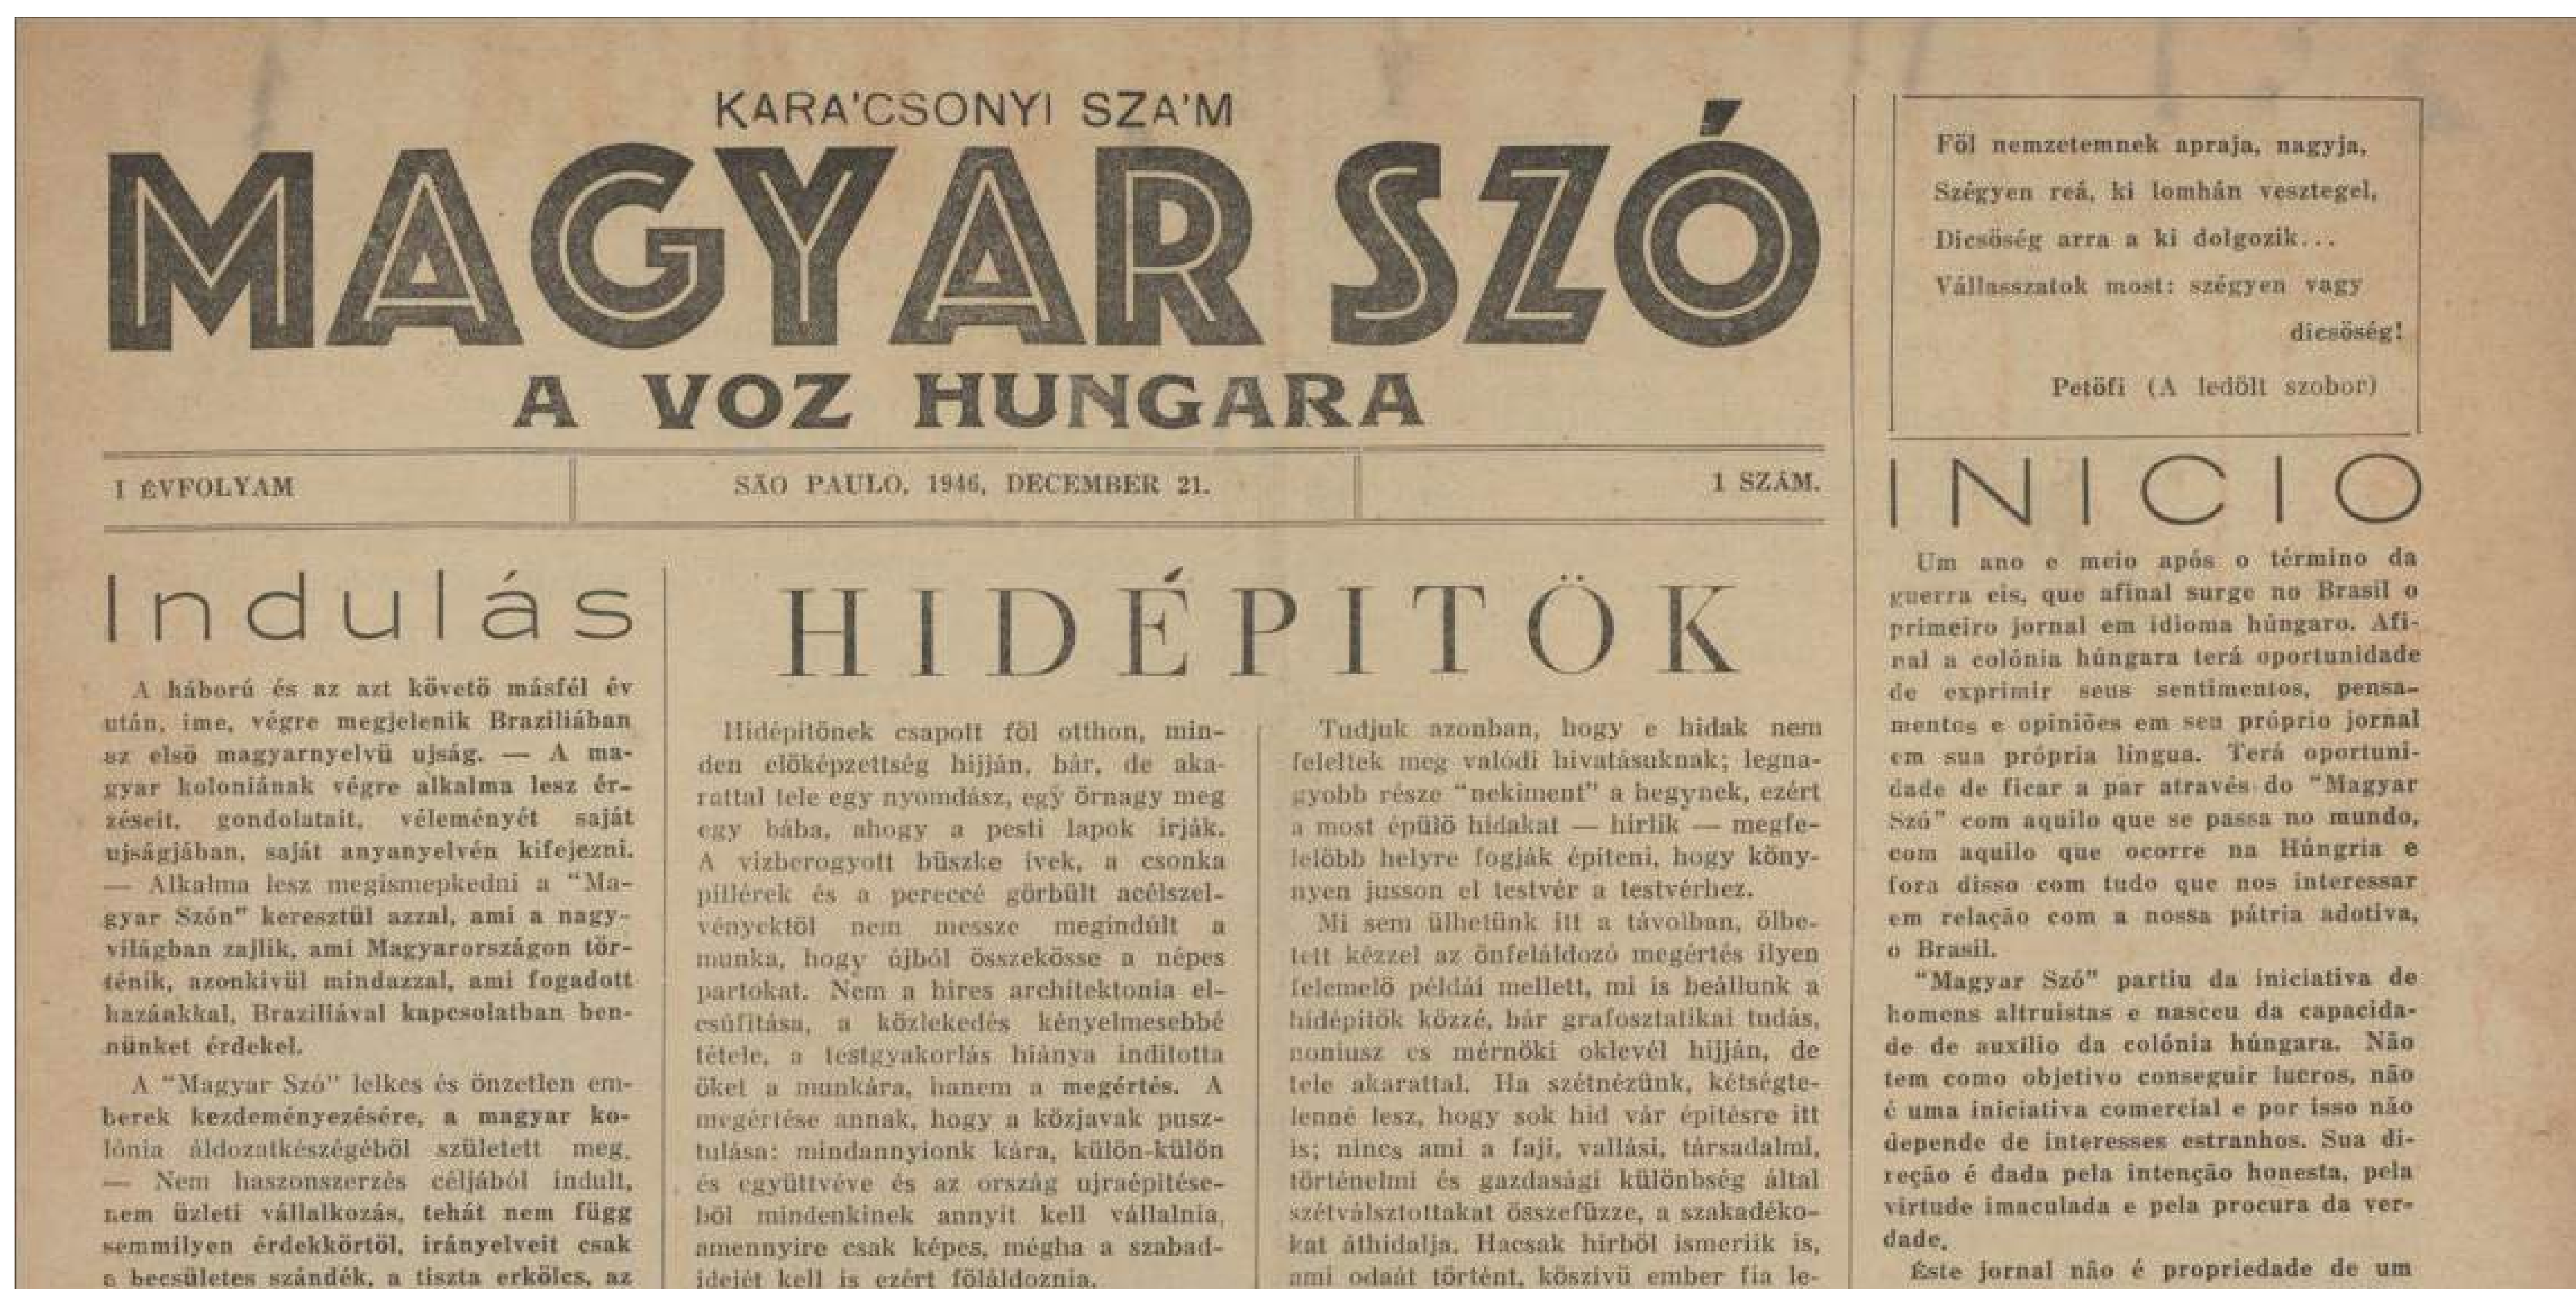 KARA'CSONYI SZA'M
MAGYAR SZÓ
A VOZ HUNGARA
I ÉVFOLYAM
SÃO PAULO, 1946, DECEMBER 21.
1 SZÁM.
Indulás
A háború és az azt követö másfél év
után, ime, végre megjelenik Braziliában
az elsö magyarnyelvü ujság. — A ma-
gyar koloniának végre alkalma lesz ér-
zéseit, gondolatait, véleményét saját
ujságjában, saját anyanyelvén kifejezni.
— Alkalma lesz megismepkedni a "Ma-
gyar Szón" keresztül azzal, ami a nagy-
világban zajlik, ami Magyarországon tör-
ténik, azonkivül mindazzal, ami fogadott
hazánkkal, Braziliával kapcsolatban ben-
nünket érdekel.
A "Magyar Szó" lelkes és önzetlen em-
berek kezdeményezésére, a magyar ko-
lónia áldozatkészégéböl született meg.
— Nem haszonszerzés céljából indult,
nem üzleti vállalkozás, tehát nem függ
semmilyen érdekkörtöl, irányelveit csak
a becsületes szándék, a tiszta erkölcs, az
HIDÉPITÖK
Hidépitönek csapott föl otthon, min-
den elöképzettség hijján, bár, de aka-
rattal tele egy nyomdász, egy örnagy meg
egy bába, ahogy a pesti lapok irják.
A vizberogyott büszke ívek, a csonka
pillérek és a pereccé görbült acélszel-
vényektöl nem messze megindúlt a
munka, hogy újból összekösse a népes
partokat. Nem a hires architektonia el-
csúfitása, a közlekedés kényelmesebbé
tétele, a testgyakorlás hiánya inditotta
öket a munkára, hanem a megértés. A
megértése annak, hogy a közjavak pusz-
tulása: mindannyionk kára, külön-külön
és együttvéve és az ország ujraépitése-
böl mindenkinek annyit kell vállalnia,
amennyire csak képes, mégha a szabad-
idejét kell is ezért föláldoznia.
Tudjuk azonban, hogy e hidak nem
feleltek meg valódi hivatásuknak; legna-
gyobb része "nekiment" a hegynek, ezért
a most épülö hidakat — hirlik — megfe-
lelöbb helyre fogják épiteni, hogy köny-
nyen jusson el testvér a testvérhez.
Mi sem ülhetünk itt a távolban, ölbe-
tett kézzel az önfeláldozó megértés ilyen
felemelö példái mellett, mi is beállunk a
hidépitök közzé, bár grafosztatikai tudás,
noniusz es mérnöki oklevél hijján, de
tele akarattal. Ha szétnézünk, kétségte-
lenné lesz, hogy sok hid vár épitésre itt
is; nincs ami a faji, vallási, társadalmi,
történelmi és gazdasági különbség által
szétválsztottakat összefüzze, a szakadéko-
kat áthidalja. Hacsak hirböl ismeriik is,
ami odaát történt, köszivü ember fia le-
Föl nemzetemnek apraja, nagyja,
Szégyen reá, ki lomhán vesztegel,
Dicsöség arra a ki dolgozik...
Vállasszatok most: szégyen vagy
dicsöség!
Petöfi (A ledölt szobor)
INICIO
Um ano e meio após o término da
guerra eis, que afinal surge no Brasil o
primeiro jornal em idioma húngaro. Afi-
nal a colónia húngara terá oportunidade
de exprimir seus sentimentos, pensa-
mentos e opiniões em seu próprio jornal
em sua própria lingua. Terá oportuni-
dade de ficar a par através do "Magyar
Szó" com aquilo que se passa no mundo,
com aquilo que ocorre na Húngria e
fora disso com tudo que nos interessar
em relação com a nossa pátria adotiva,
o Brasil.
"Magyar Szó" partiu da iniciativa de
homens altruistas e nasceu da capacida-
de de auxílio da colónia húngara. Não
tem como objetivo conseguir lucros, não
é uma iniciativa comercial e por isso não
depende de interesses estranhos. Sua di-
reção é dada pela intenção honesta, pela
virtude imaculada e pela procura da ver-
dade.
Éste jornal não é propriedade de um